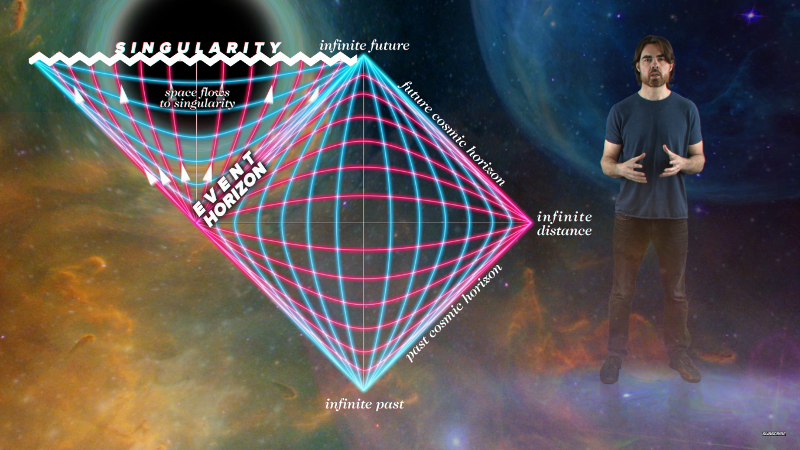 SINGULARITY
infinite future
space flows
to singularity
future cosmic horizon
EVENT
HORIZON
infinite
distance
past cosmic horizon
infinite past
SUBSCRIBE